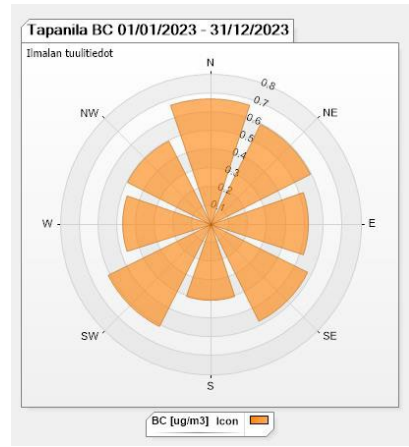 Tapanila BC 01/01/2023 - 31/12/2023
Ilmalan tuulitiedot
N
0.8
0.7
NW
NE
0.6
0.5
0.4
0.3
0.2
0.1
W
E
SW
SE
S
BC [ug/m3] Icon